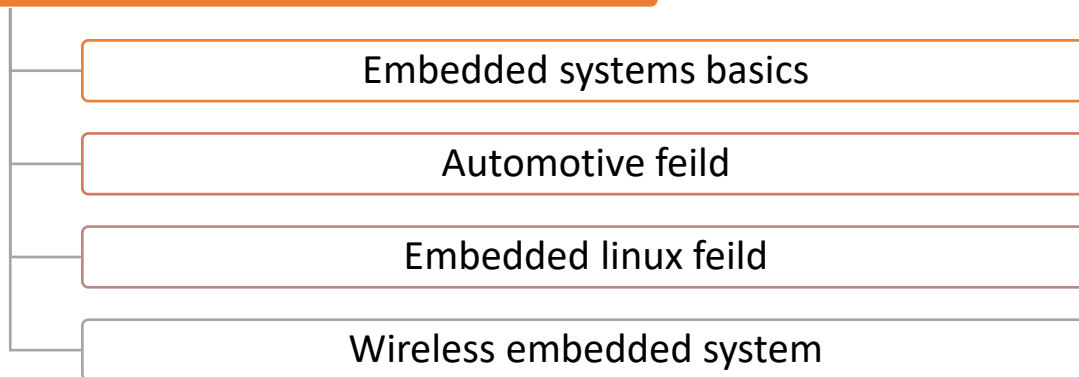 Embedded systems basics
Automotive feild
Embedded linux feild
Wireless embedded system